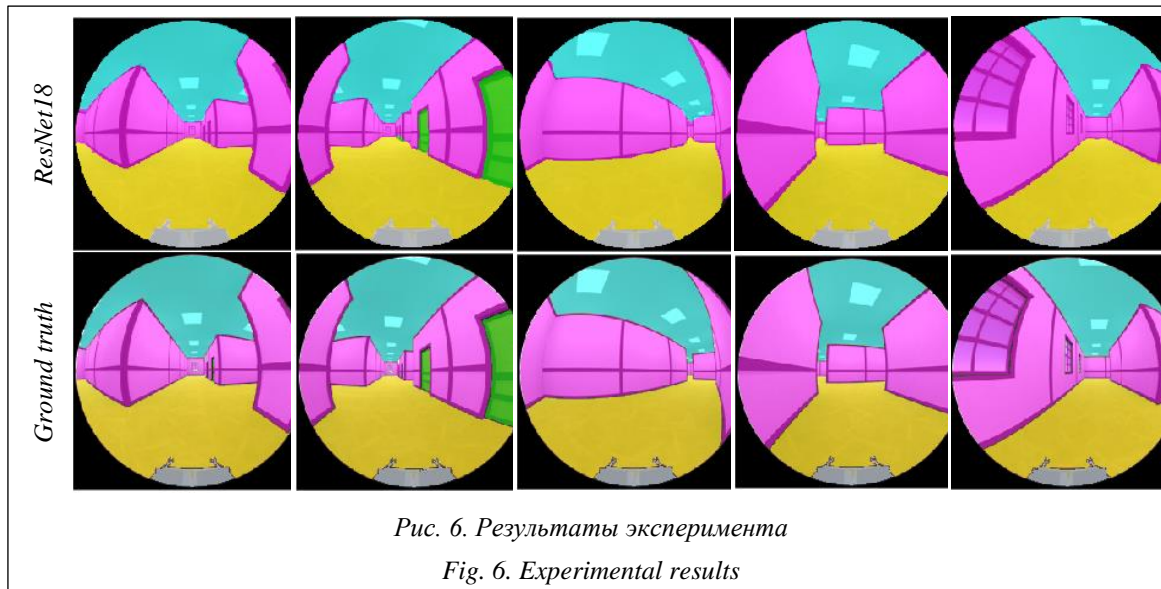 ResNet18
Ground truth
Рис. 6. Результаты эксперимента
Fig. 6. Experimental results